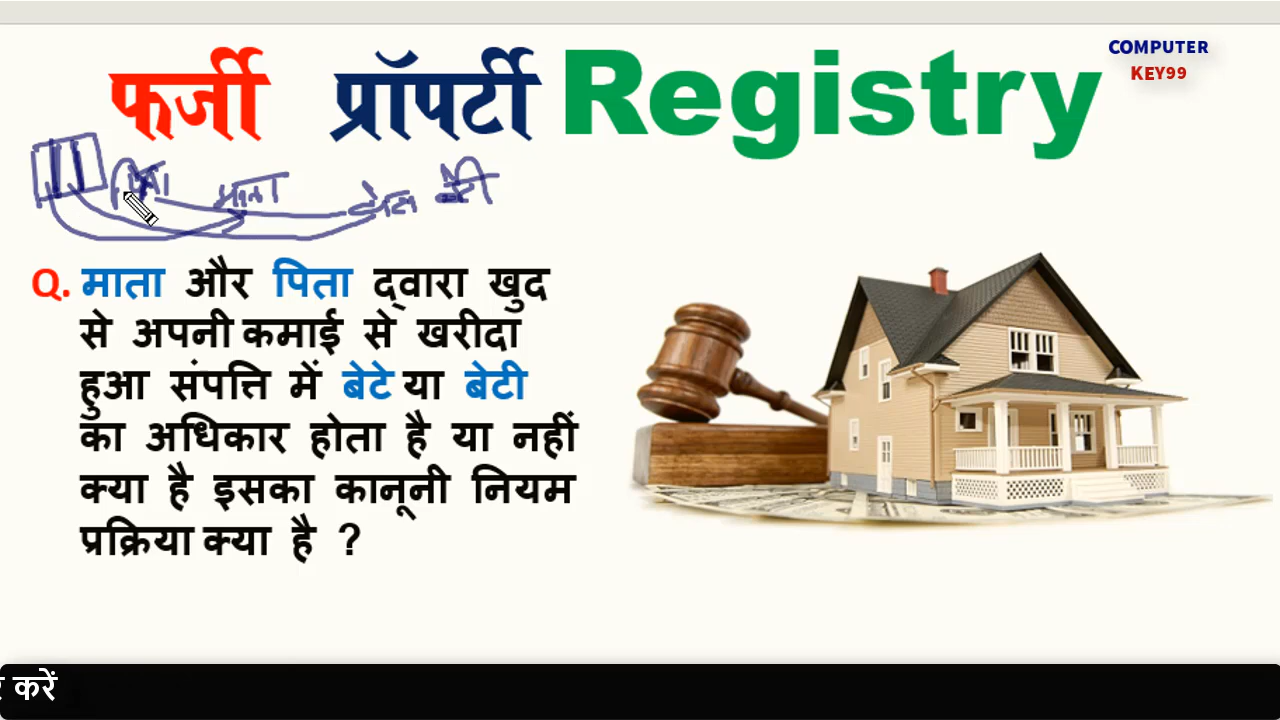 फर्जी प्रॉपर्टी Registry
COMPUTER
KEY99
पिता माता बेटा बेटी
Q. माता और पिता द्वारा खुद
से अपनी कमाई से खरीदा
हुआ संपत्ति में बेटे या बेटी
का अधिकार होता है या नहीं
क्या है इसका कानूनी नियम
प्रक्रिया क्या है ?
करें